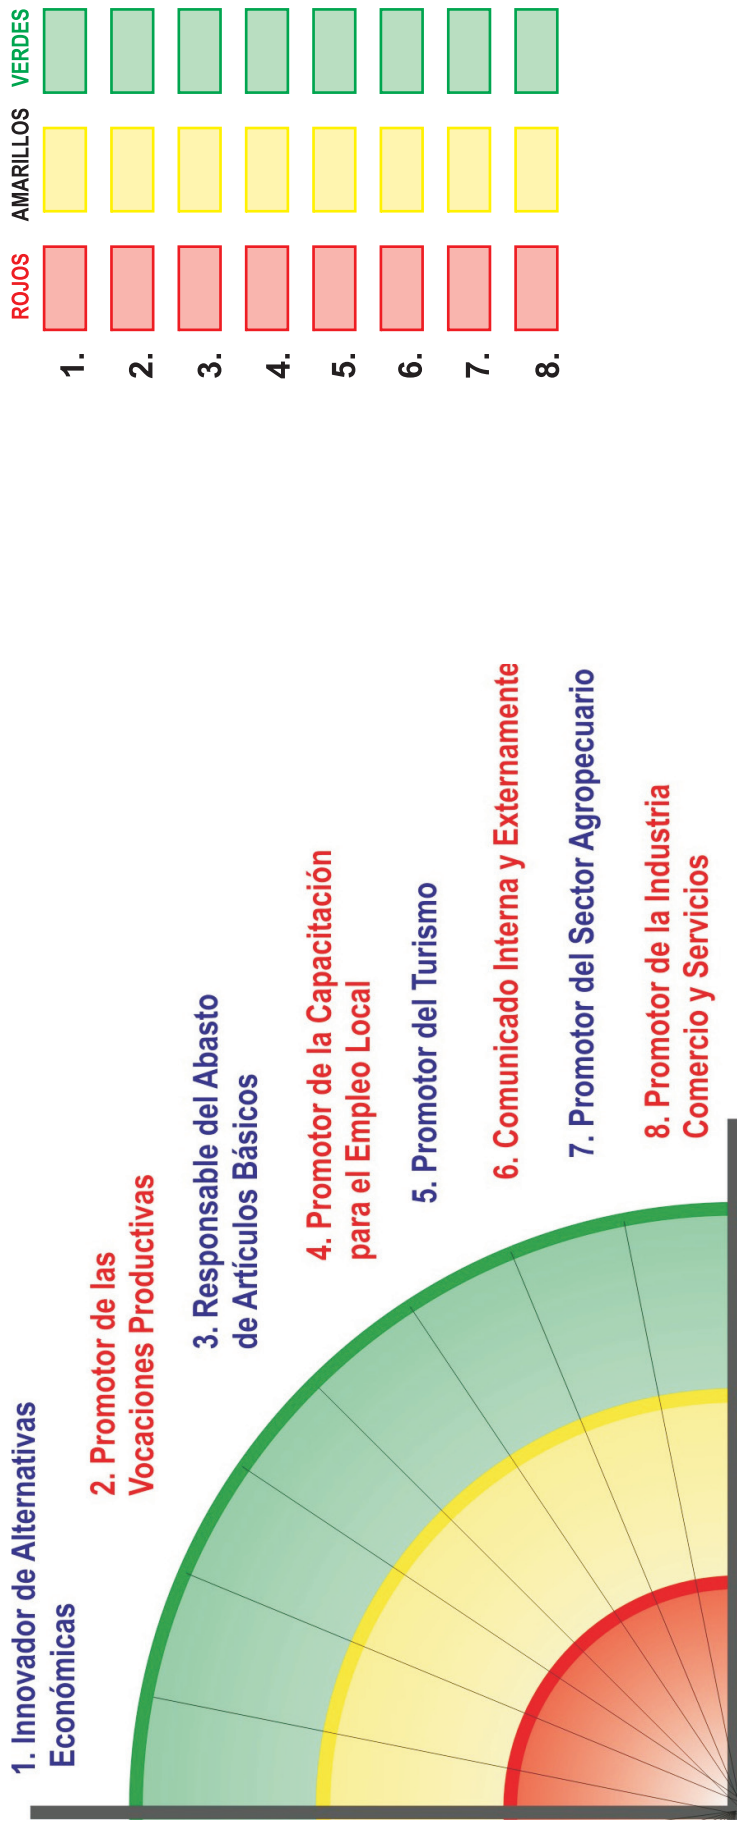 1. Innovador de Alternativas
Económicas
2. Promotor de las
Vocaciones Productivas
3. Responsable del Abasto
de Artículos Básicos
4. Promotor de la Capacitación
para el Empleo Local
5. Promotor del Turismo
6. Comunicado Interna y Externamente
7. Promotor del Sector Agropecuario
8. Promotor de la Industria
Comercio y Servicios
ROJOS AMARILLOS VERDES
1.
2.
3.
4.
5.
6.
7.
8.